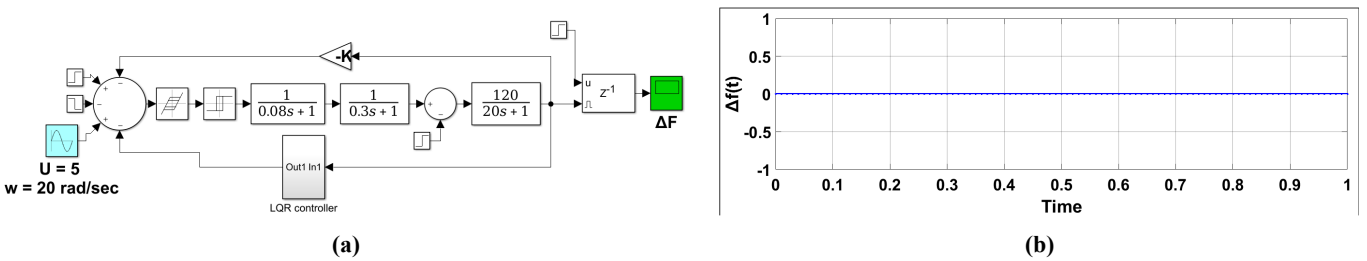 -K
1
0.08s + 1
1
0.3s + 1
120
20s + 1
u
Z-1
ΔF
+
−
−
−
+
−
+
−
U = 5
w = 20 rad/sec
Out1 In1
LQR controller
(a)
Δf(t)
1
0.5
0
-0.5
-1
0 0.1 0.2 0.3 0.4 0.5 0.6 0.7 0.8 0.9 1
Time
(b)